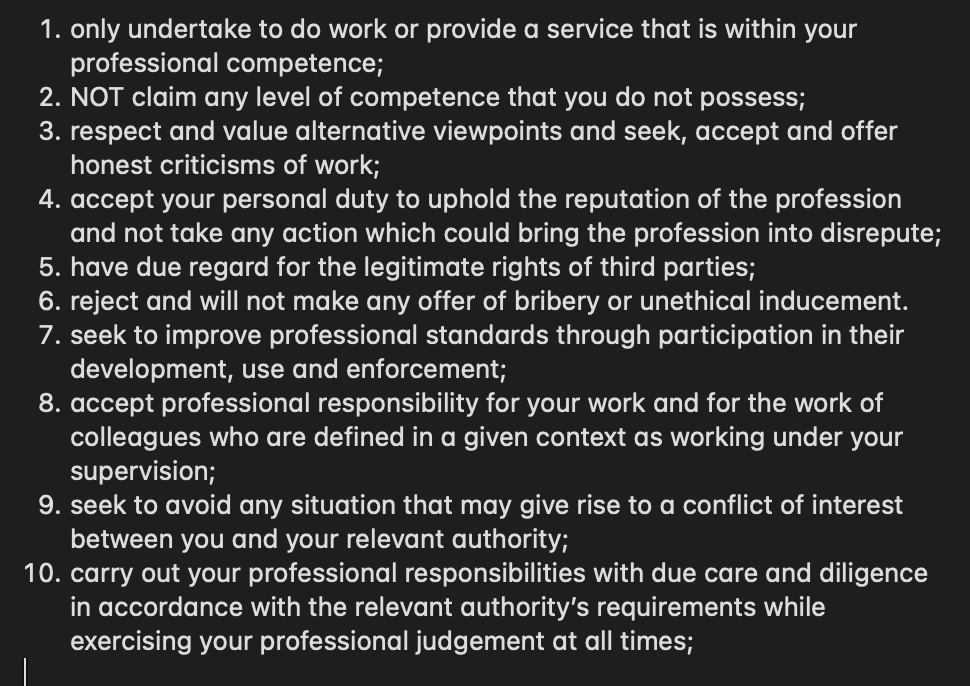 1. only undertake to do work or provide a service that is within your
professional competence;
2. NOT claim any level of competence that you do not possess;
3. respect and value alternative viewpoints and seek, accept and offer
honest criticisms of work;
4. accept your personal duty to uphold the reputation of the profession
and not take any action which could bring the profession into disrepute;
5. have due regard for the legitimate rights of third parties;
6. reject and will not make any offer of bribery or unethical inducement.
7. seek to improve professional standards through participation in their
development, use and enforcement;
8. accept professional responsibility for your work and for the work of
colleagues who are defined in a given context as working under your
supervision;
9. seek to avoid any situation that may give rise to a conflict of interest
between you and your relevant authority;
10. carry out your professional responsibilities with due care and diligence
in accordance with the relevant authority’s requirements while
exercising your professional judgement at all times;